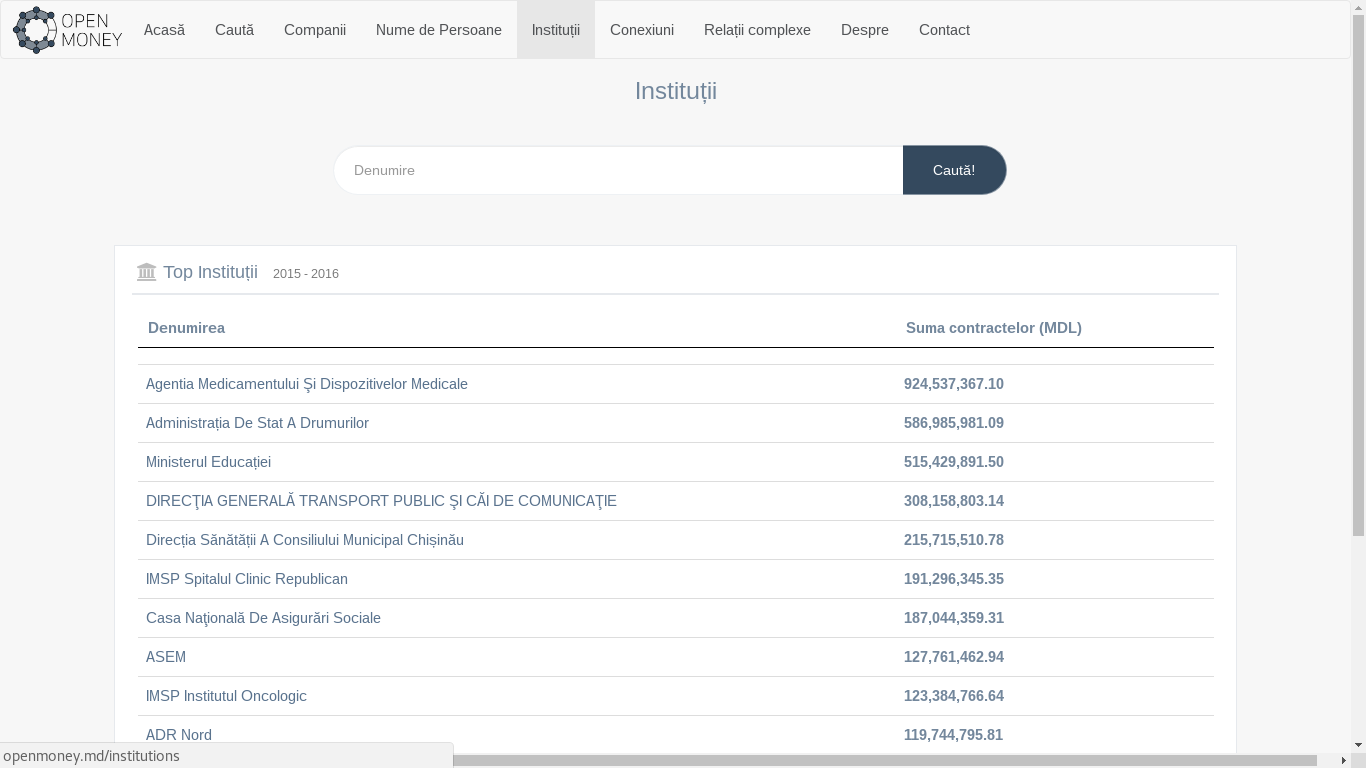 OPEN
MONEY
Acasă Caută Companii Nume de Persoane Instituții Conexiuni Relații complexe Despre Contact
Instituții
Denumire Caută!
Top Instituții 2015 - 2016
Denumirea Suma contractelor (MDL)
Agentia Medicamentului Şi Dispozitivelor Medicale 924,537,367.10
Administrația De Stat A Drumurilor 586,985,981.09
Ministerul Educației 515,429,891.50
DIRECŢIA GENERALĂ TRANSPORT PUBLIC ŞI CĂI DE COMUNICAŢIE 308,158,803.14
Direcția Sănătății A Consiliului Municipal Chișinău 215,715,510.78
IMSP Spitalul Clinic Republican 191,296,345.35
Casa Naţională De Asigurări Sociale 187,044,359.31
ASEM 127,761,462.94
IMSP Institutul Oncologic 123,384,766.64
ADR Nord 119,744,795.81
openmoney.md/institutions